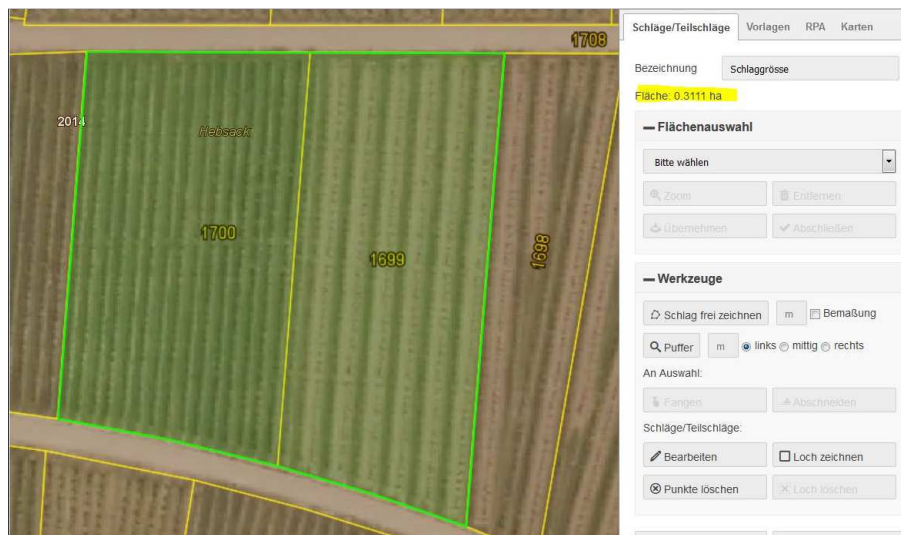 1708
2014
Hebsack
1700
1699
1698
Schläge/Teilschläge Vorlagen RPA Karten
Bezeichnung Schlaggrösse
Fläche: 0.3111 ha
Flächenauswahl
Bitte wählen
Zoom Entfernen
Übernehmen Abschließen
Werkzeuge
Schlag frei zeichnen m Bemaßung
Puffer m links mittig rechts
An Auswahl:
Fangen Abschneiden
Schläge/Teilschläge:
Bearbeiten Loch zeichnen
Punkte löschen Loch löschen